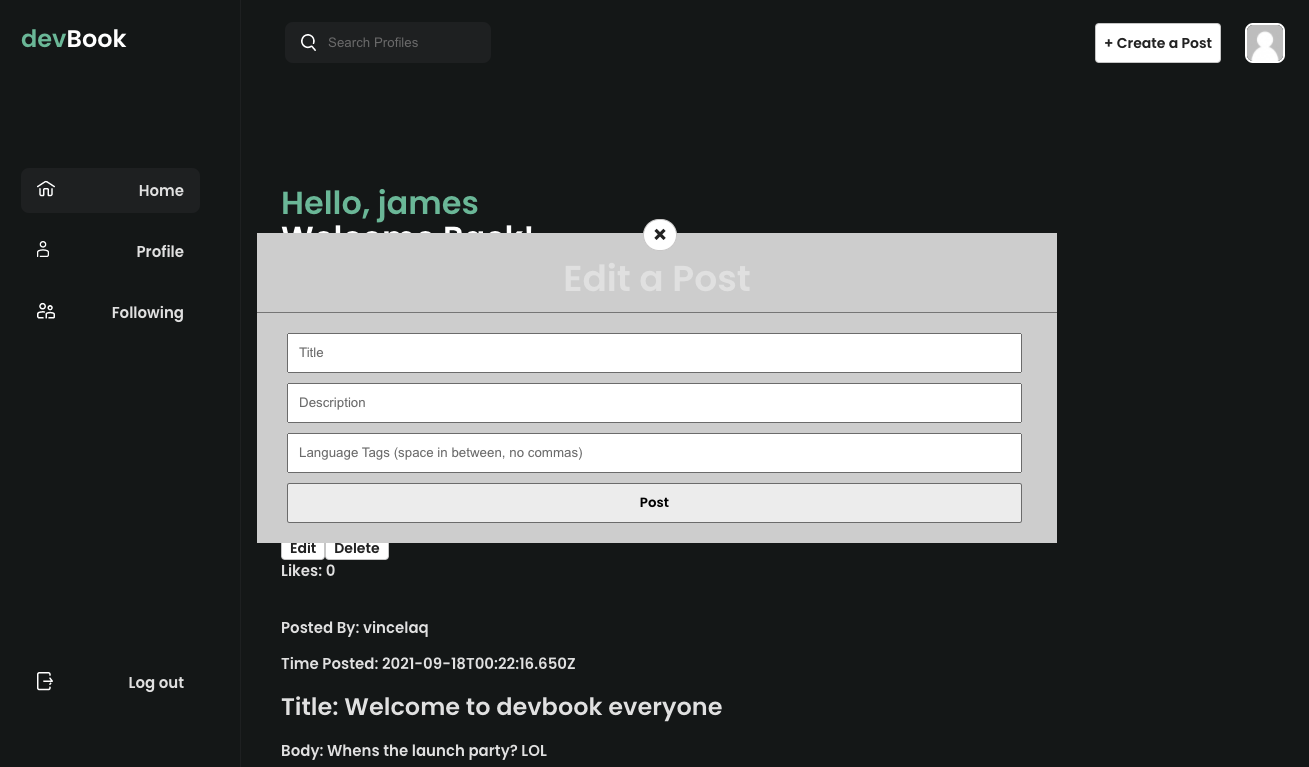 devBook
Search Profiles
+ Create a Post
Home
Profile
Following
Log out
Hello, james
Welcome Back!
Edit a Post
Title
Description
Language Tags (space in between, no commas)
Post
Edit Delete
Likes: 0
Posted By: vincelaq
Time Posted: 2021-09-18T00:22:16.650Z
Title: Welcome to devbook everyone
Body: Whens the launch party? LOL